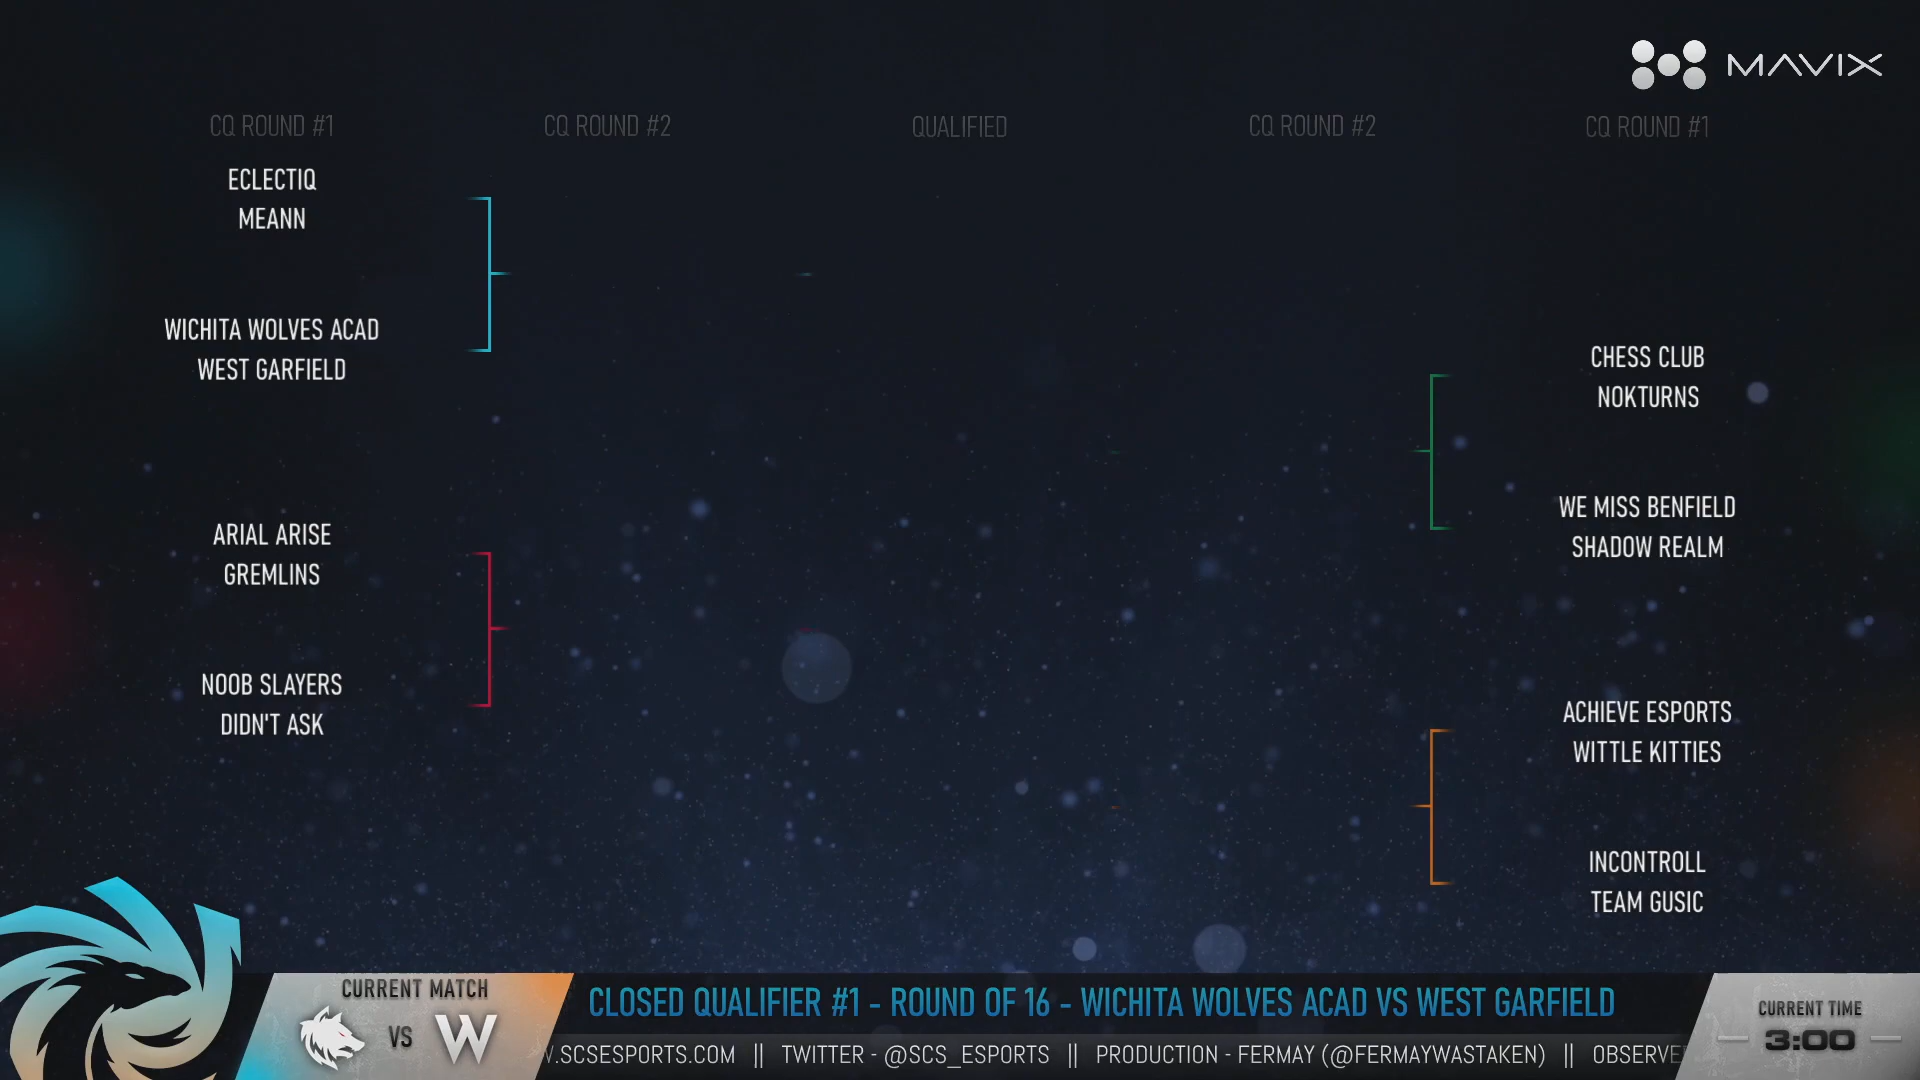 MAVIX
CQ ROUND #1
CQ ROUND #2
QUALIFIED
CQ ROUND #2
CQ ROUND #1
ECLECTIQ
MEANN
WICHITA WOLVES ACAD
WEST GARFIELD
ARIAL ARISE
GREMLINS
NOOB SLAYERS
DIDN'T ASK
CHESS CLUB
NOKTURNS
WE MISS BENFIELD
SHADOW REALM
ACHIEVE ESPORTS
WITTLE KITTIES
INCONTROLL
TEAM GUSIC
CURRENT MATCH
VS W
CLOSED QUALIFIER #1 - ROUND OF 16 - WICHITA WOLVES ACAD VS WEST GARFIELD
.SCSESPORTS.COM || TWITTER - @SCS_ESPORTS || PRODUCTION - FERMAY (@FERMAYWASTAKEN) || OBSERVE
CURRENT TIME
3:00